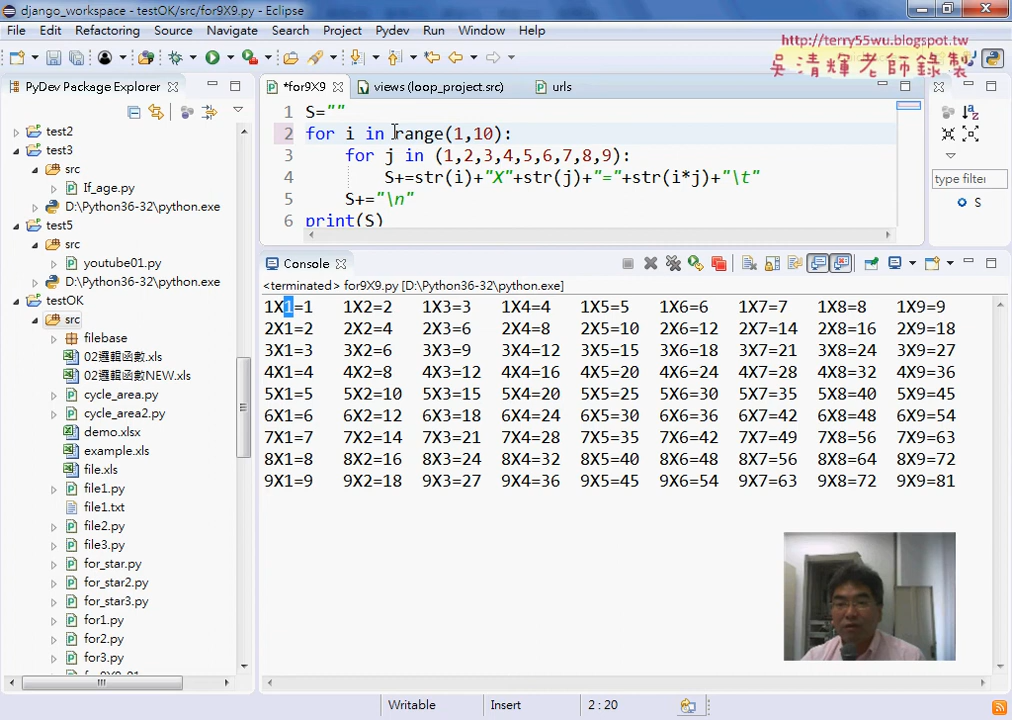 django_workspace - testOK/src/for9X9.py - Eclipse
File Edit Refactoring Source Navigate Search Project Pydev Run Window Help
http://terry55wu.blogspot.tw
吳清輝老師錄製
PyDev Package Explorer
*for9X9 views (loop_project.src) urls
test2
test3
src
If_age.py
D:\Python36-32\python.exe
test5
src
youtube01.py
D:\Python36-32\python.exe
testOK
src
filebase
02邏輯函數.xls
02邏輯函數NEW.xls
cycle_area.py
cycle_area2.py
demo.xlsx
example.xls
file.xls
file1.py
file1.txt
file2.py
file3.py
for_star.py
for_star2.py
for_star3.py
for1.py
for2.py
for3.py
1 S=""
2 for i in range(1,10):
3 for j in (1,2,3,4,5,6,7,8,9):
4 S+=str(i)+"X"+str(j)+"="+str(i*j)+"\t"
5 S+="\n"
6 print(S)
type filter
S
Console
<terminated> for9X9.py [D:\Python36-32\python.exe]
1X1=1 1X2=2 1X3=3 1X4=4 1X5=5 1X6=6 1X7=7 1X8=8 1X9=9
2X1=2 2X2=4 2X3=6 2X4=8 2X5=10 2X6=12 2X7=14 2X8=16 2X9=18
3X1=3 3X2=6 3X3=9 3X4=12 3X5=15 3X6=18 3X7=21 3X8=24 3X9=27
4X1=4 4X2=8 4X3=12 4X4=16 4X5=20 4X6=24 4X7=28 4X8=32 4X9=36
5X1=5 5X2=10 5X3=15 5X4=20 5X5=25 5X6=30 5X7=35 5X8=40 5X9=45
6X1=6 6X2=12 6X3=18 6X4=24 6X5=30 6X6=36 6X7=42 6X8=48 6X9=54
7X1=7 7X2=14 7X3=21 7X4=28 7X5=35 7X6=42 7X7=49 7X8=56 7X9=63
8X1=8 8X2=16 8X3=24 8X4=32 8X5=40 8X6=48 8X7=56 8X8=64 8X9=72
9X1=9 9X2=18 9X3=27 9X4=36 9X5=45 9X6=54 9X7=63 9X8=72 9X9=81
Writable Insert 2 : 20